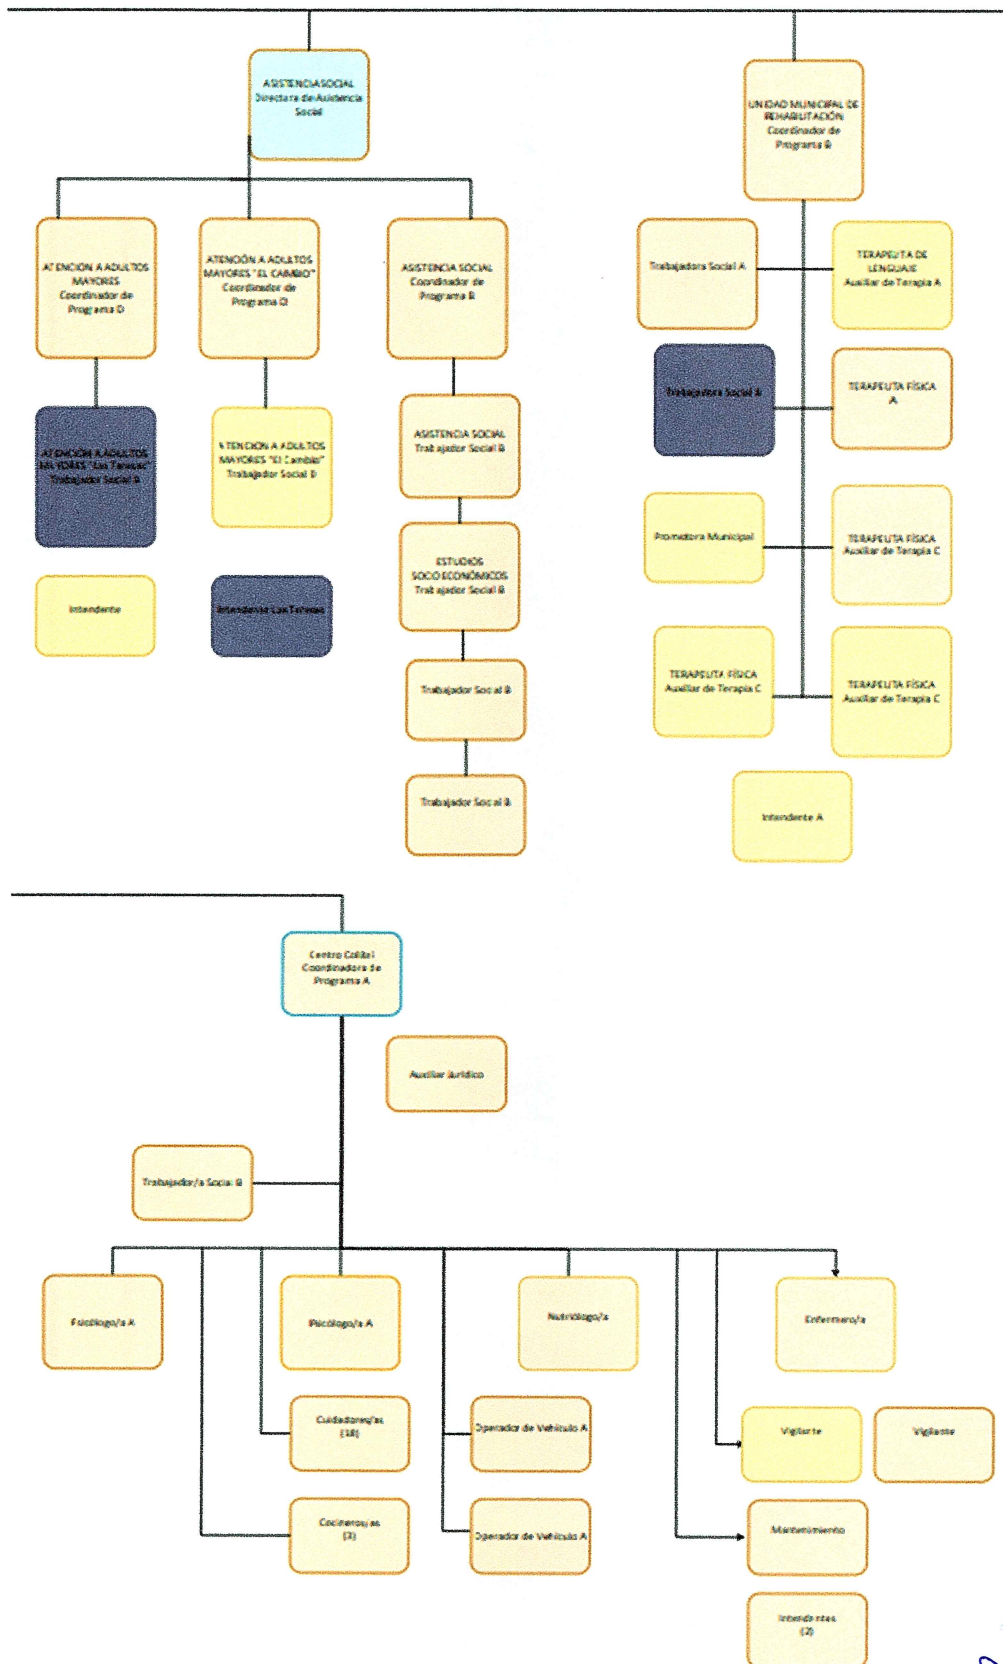 ASISTENCIA SOCIAL
Directora de Asistencia
Social
ATENCION A ADULTOS
MAYORES
Coordinador de
Programa D
ATENCIÓN A ADULTOS
MAYORES "EL CAMBIO"
Coordinador de
Programa D
ASISTENCIA SOCIAL
Coordinador de
Programa B
ATENCIÓN A ADULTOS
MAYORES "Las Teresas"
Trabajador Social B
ATENCION A ADULTOS
MAYORES "El Cambio"
Trabajador Social D
ASISTENCIA SOCIAL
Trabajador Social B
ESTUDIOS
SOCIO ECONÓMICOS
Trabajador Social B
Intendente
Intendente Las Teresas
Trabajador Social B
Trabajador Social B
UNIDAD MUNICIPAL DE
REHABILITACIÓN
Coordinador de
Programa B
Trabajadora Social A
TERAPEUTA DE
LENGUAJE
Auxiliar de Terapia A
Trabajadora Social B
TERAPEUTA FÍSICA
A
Promotora Municipal
TERAPEUTA FÍSICA
Auxiliar de Terapia C
TERAPEUTA FÍSICA
Auxiliar de Terapia C
TERAPEUTA FÍSICA
Auxiliar de Terapia C
Intendente A
Centro Colibrí
Coordinadora de
Programa A
Auxiliar Jurídico
Trabajador/a Social B
Psicólogo/a A
Psicólogo/a A
Nutriólogo/a
Enfermero/a
Cuidadores/as
(18)
Operador de Vehículo A
Vigilante
Vigilante
Cocineros/as
(3)
Operador de Vehículo A
Mantenimiento
Intendentes
(2)